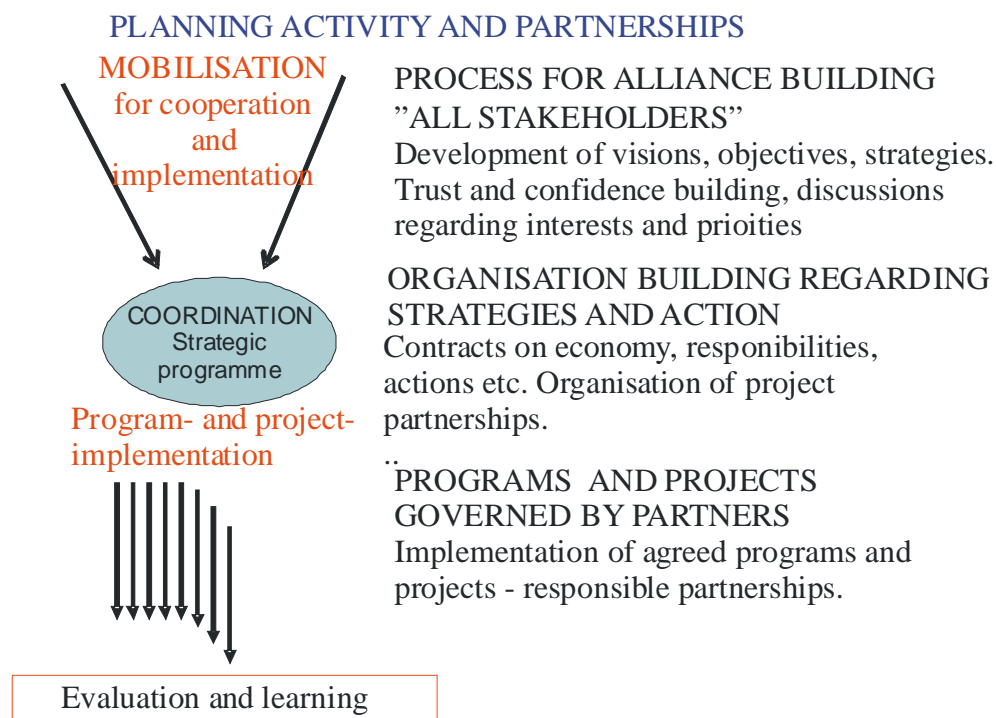 PLANNING ACTIVITY AND PARTNERSHIPS
MOBILISATION
for cooperation
and
implementation
PROCESS FOR ALLIANCE BUILDING
”ALL STAKEHOLDERS”
Development of visions, objectives, strategies.
Trust and confidence building, discussions
regarding interests and prioities
COORDINATION
Strategic
programme
ORGANISATION BUILDING REGARDING
STRATEGIES AND ACTION
Contracts on economy, responibilities,
actions etc. Organisation of project
partnerships.
..
Program- and project-
implementation
PROGRAMS AND PROJECTS
GOVERNED BY PARTNERS
Implementation of agreed programs and
projects - responsible partnerships.
Evaluation and learning